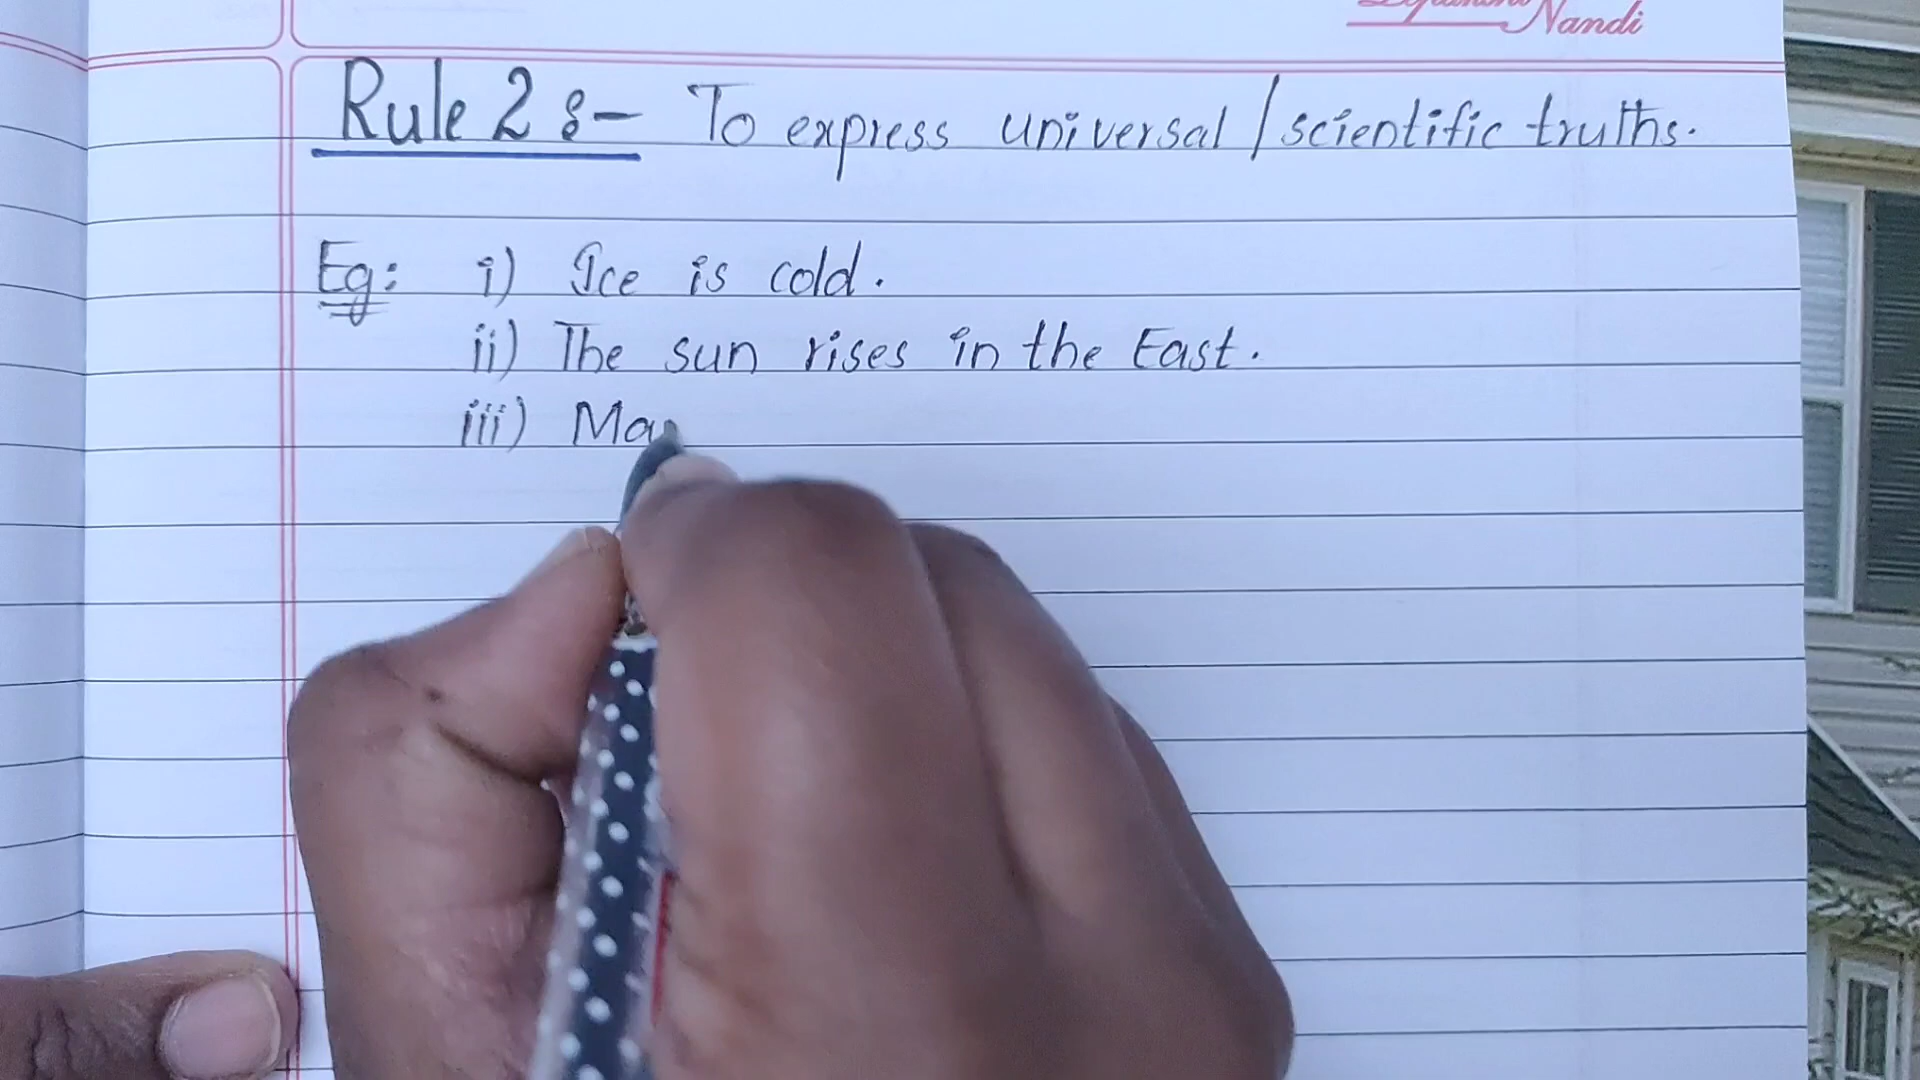 Nandi
Rule 2 :- To express universal / scientific truths.
Eg: i) Ice is cold.
ii) The sun rises in the East.
iii) Ma